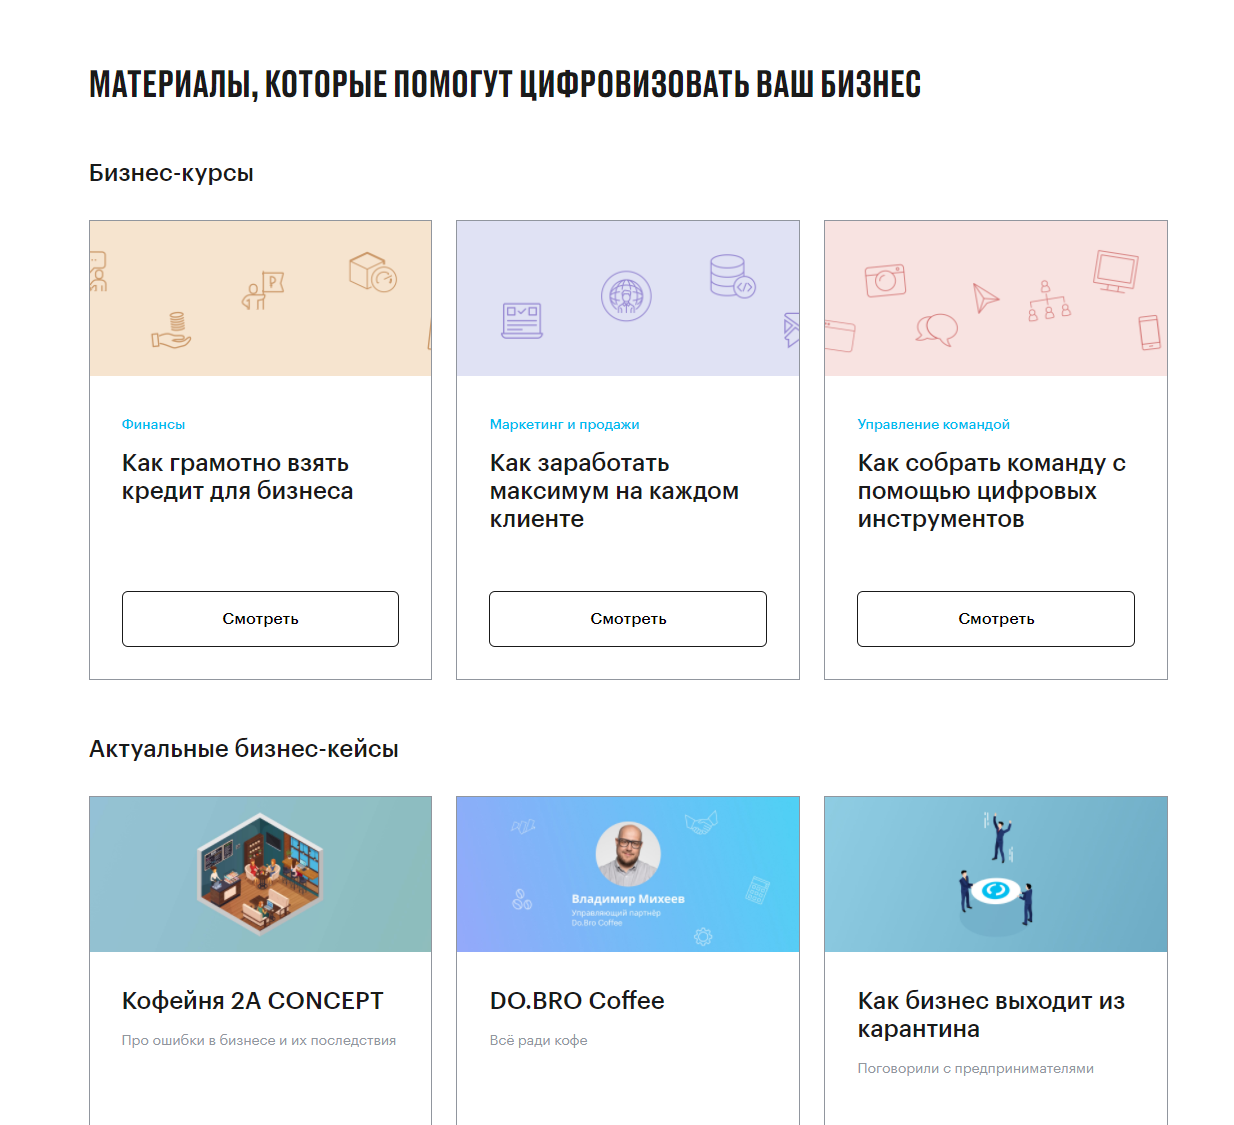 МАТЕРИАЛЫ, КОТОРЫЕ ПОМОГУТ ЦИФРОВИЗОВАТЬ ВАШ БИЗНЕС
Бизнес-курсы
Финансы
Как грамотно взять
кредит для бизнеса
Смотреть
Маркетинг и продажи
Как заработать
максимум на каждом
клиенте
Смотреть
Управление командой
Как собрать команду с
помощью цифровых
инструментов
Смотреть
Актуальные бизнес-кейсы
Кофейня 2A CONCEPT
Про ошибки в бизнесе и их последствия
Владимир Михеев
Управляющий партнёр
Do.Bro Coffee
DO.BRO Coffee
Всё ради кофе
Как бизнес выходит из
карантина
Поговорили с предпринимателями